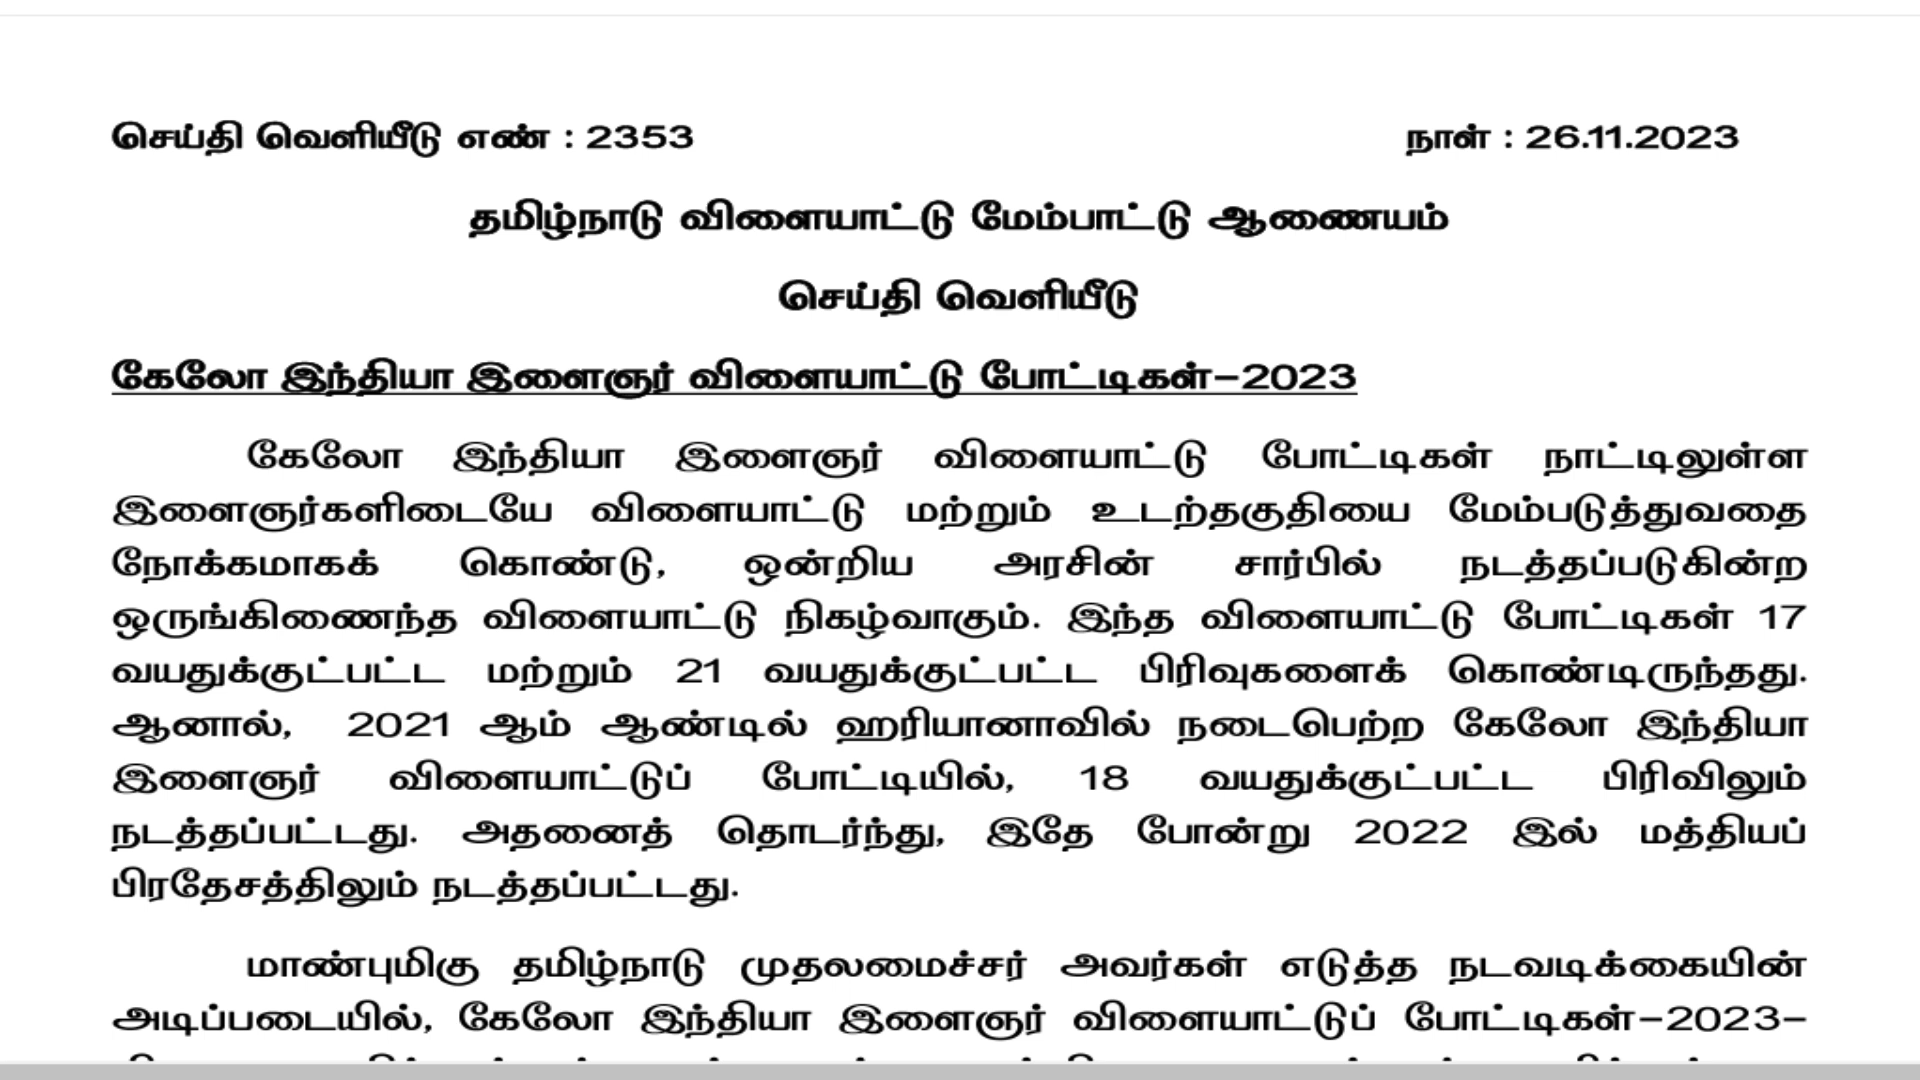 செய்தி வெளியீடு எண் : 2353 நாள் : 26.11.2023
தமிழ்நாடு விளையாட்டு மேம்பாட்டு ஆணையம்
செய்தி வெளியீடு
கேலோ இந்தியா இளைஞர் விளையாட்டு போட்டிகள்–2023
கேலோ இந்தியா இளைஞர் விளையாட்டு போட்டிகள் நாட்டிலுள்ள
இளைஞர்களிடையே விளையாட்டு மற்றும் உடற்தகுதியை மேம்படுத்துவதை
நோக்கமாகக் கொண்டு, ஒன்றிய அரசின் சார்பில் நடத்தப்படுகின்ற
ஒருங்கிணைந்த விளையாட்டு நிகழ்வாகும். இந்த விளையாட்டு போட்டிகள் 17
வயதுக்குட்பட்ட மற்றும் 21 வயதுக்குட்பட்ட பிரிவுகளைக் கொண்டிருந்தது.
ஆனால், 2021 ஆம் ஆண்டில் ஹரியானாவில் நடைபெற்ற கேலோ இந்தியா
இளைஞர் விளையாட்டுப் போட்டியில், 18 வயதுக்குட்பட்ட பிரிவிலும்
நடத்தப்பட்டது. அதனைத் தொடர்ந்து, இதே போன்று 2022 இல் மத்தியப்
பிரதேசத்திலும் நடத்தப்பட்டது.
மாண்புமிகு தமிழ்நாடு முதலமைச்சர் அவர்கள் எடுத்த நடவடிக்கையின்
அடிப்படையில், கேலோ இந்தியா இளைஞர் விளையாட்டுப் போட்டிகள்–2023–